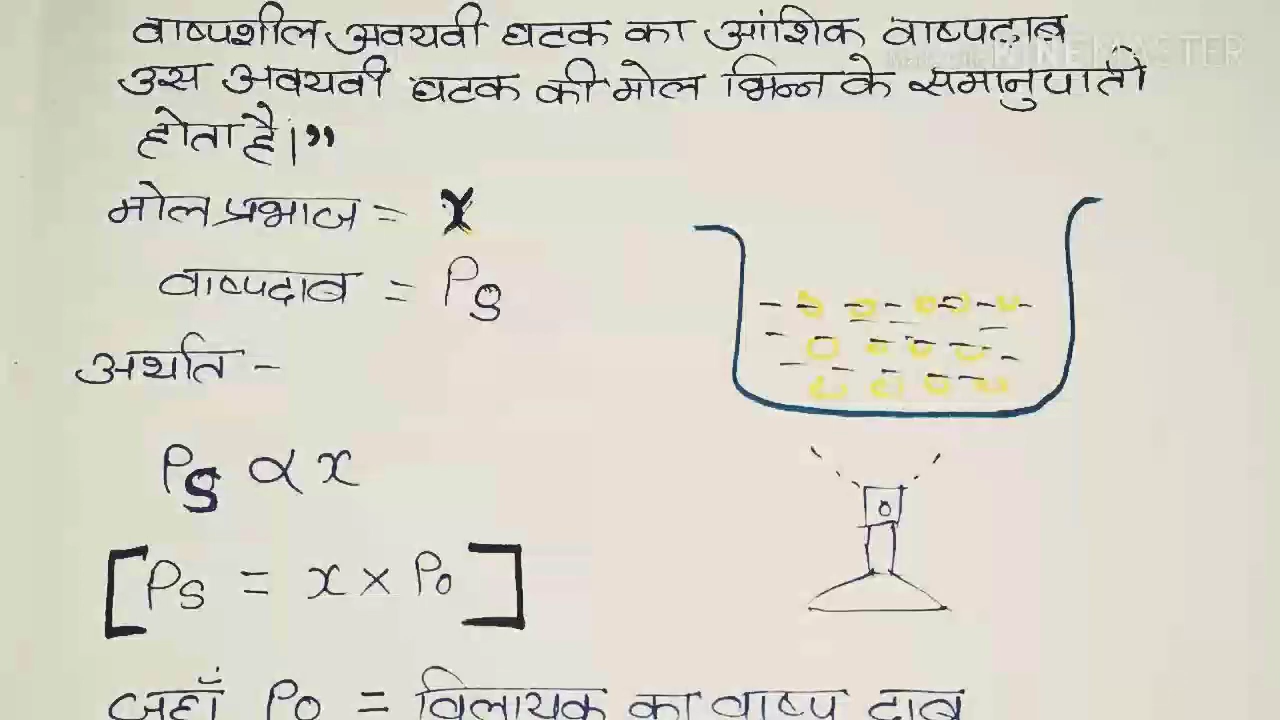 वाष्पशील अवयवी घटक का आंशिक वाष्पदाब
उस अवयवी घटक की मोल भिन्न के समानुपाती
होता है।”
मोल प्रभाज = x
वाष्पदाब = Ps
अर्थात -
Ps ∝ x
[Ps = x × Po]
जहाँ Po = विलायक का वाष्प दाब